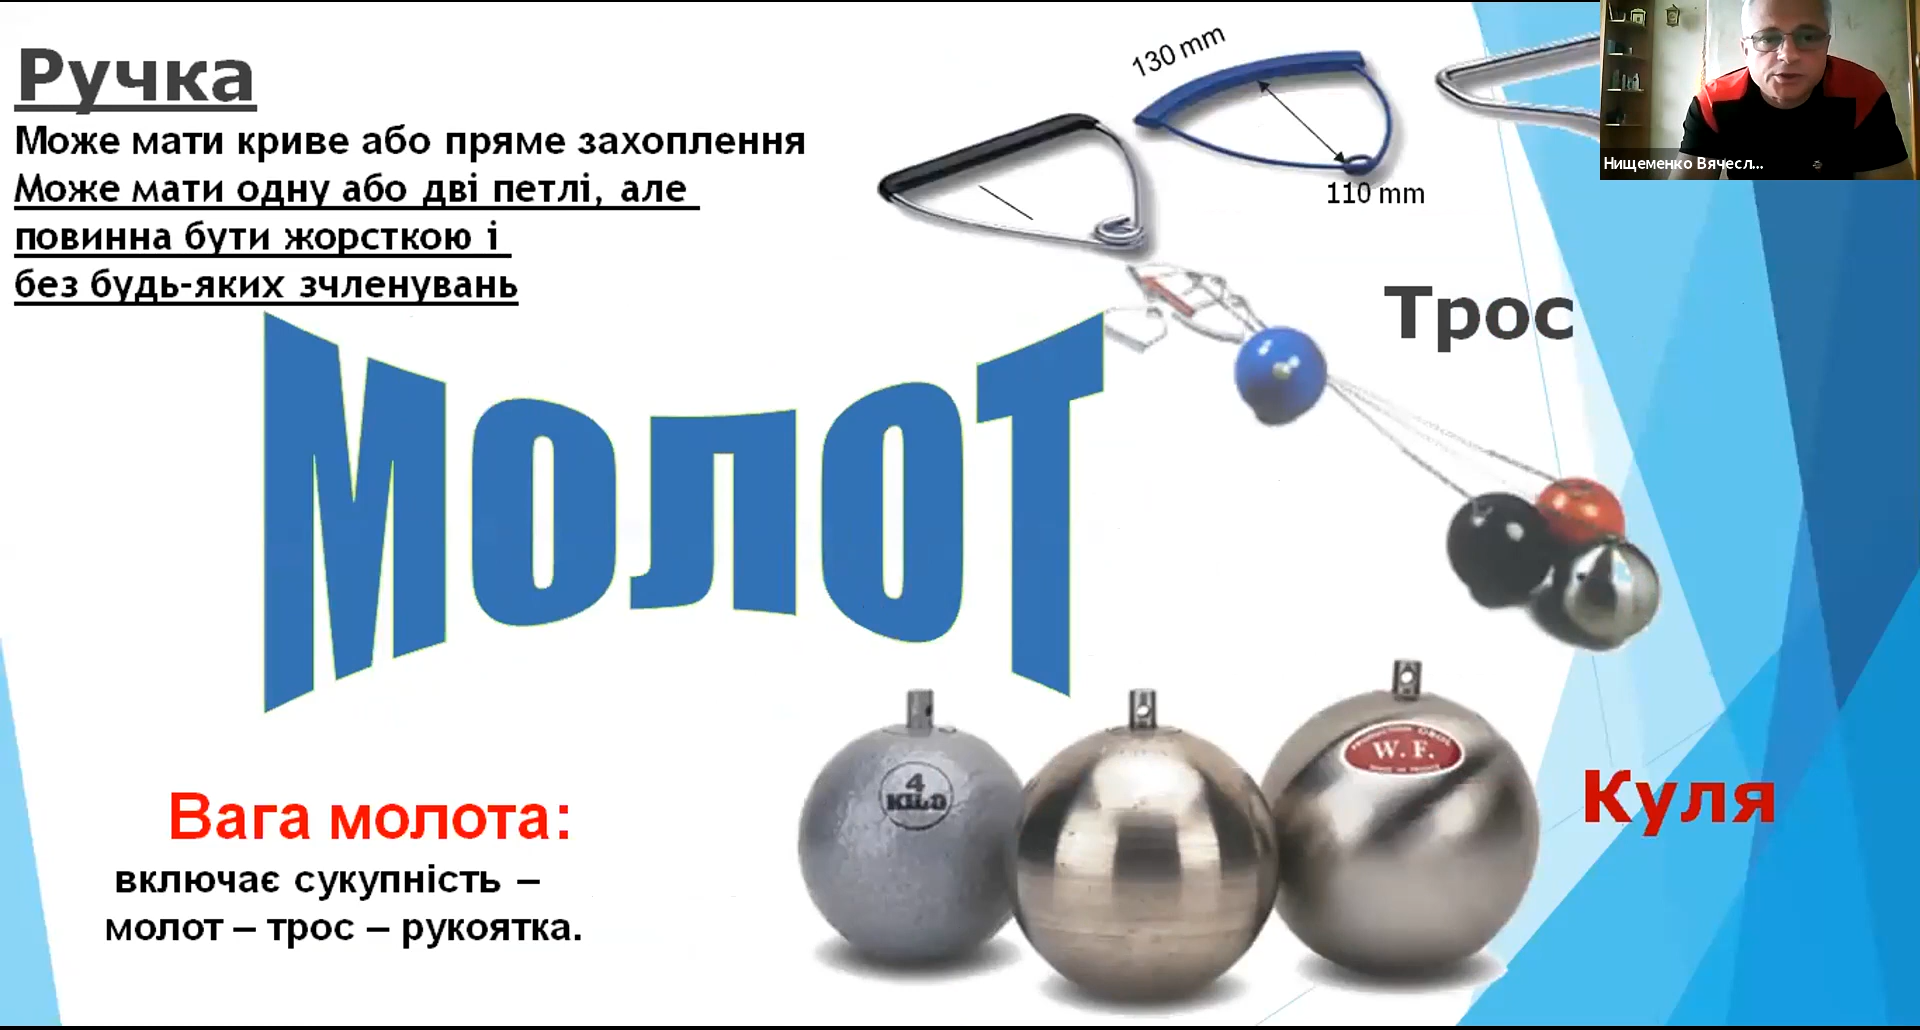 Ручка
Може мати криве або пряме захоплення
Може мати одну або дві петлі, але
повинна бути жорсткою і
без будь-яких зчленувань
130 mm
110 mm
Нищеменко Вячесл...
Трос
Молот
4
KILO
W. F.
Куля
Вага молота:
включає сукупність –
молот – трос – рукоятка.